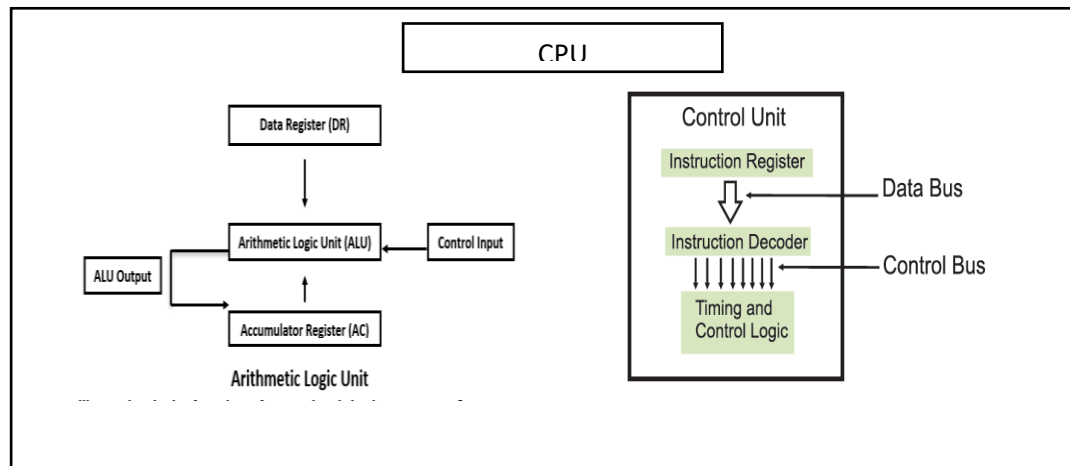 CPU
Data Register (DR)
Arithmetic Logic Unit (ALU)
Control Input
ALU Output
Accumulator Register (AC)
Arithmetic Logic Unit
Control Unit
Instruction Register
Data Bus
Instruction Decoder
Control Bus
Timing and
Control Logic